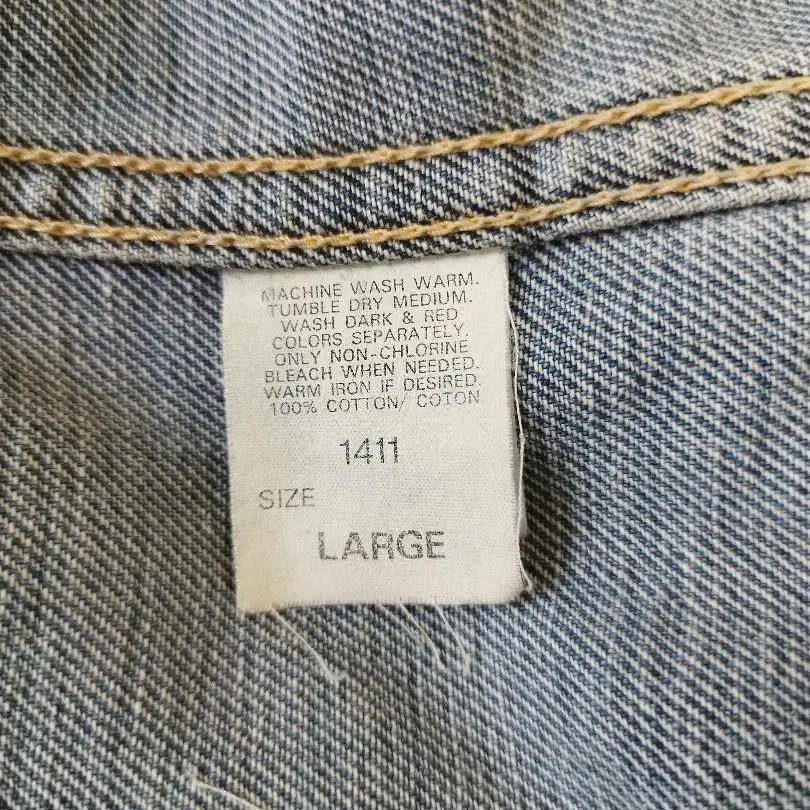 MACHINE WASH WARM.
TUMBLE DRY MEDIUM.
WASH DARK & RED
COLORS SEPARATELY.
ONLY NON-CHLORINE
BLEACH WHEN NEEDED.
WARM IRON IF DESIRED.
100% COTTON/ COTON
1411
SIZE
LARGE